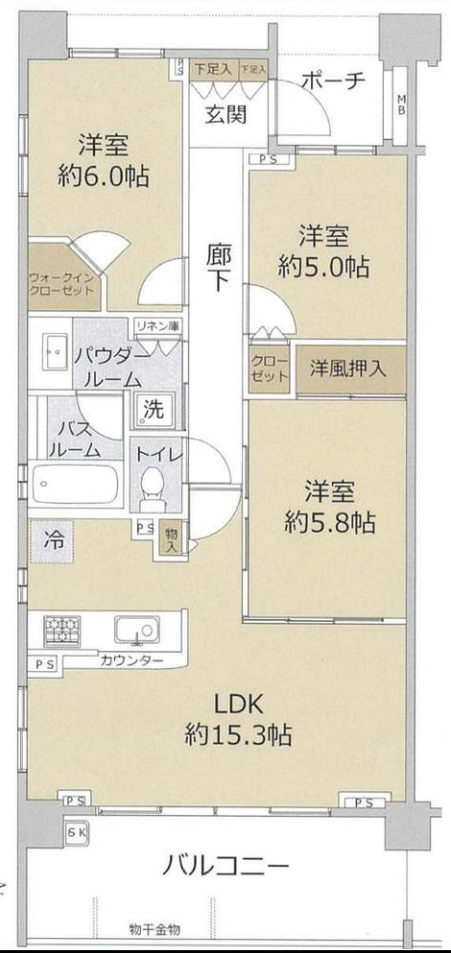 PS
下足入
下足入
ポーチ
MB
玄関
洋室
約6.0帖
PS
廊下
洋室
約5.0帖
ウォークイン
クローゼット
リネン庫
パウダー
ルーム
クロー
ゼット
洋風押入
洗
バス
ルーム
トイレ
洋室
約5.8帖
冷
PS
物入
PS
カウンター
LDK
約15.3帖
PS
PS
SK
バルコニー
物干金物